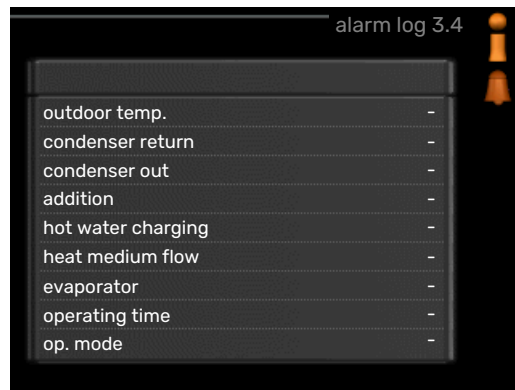 alarm log 3.4
outdoor temp. -
condenser return -
condenser out -
addition -
hot water charging -
heat medium flow -
evaporator -
operating time -
op. mode -